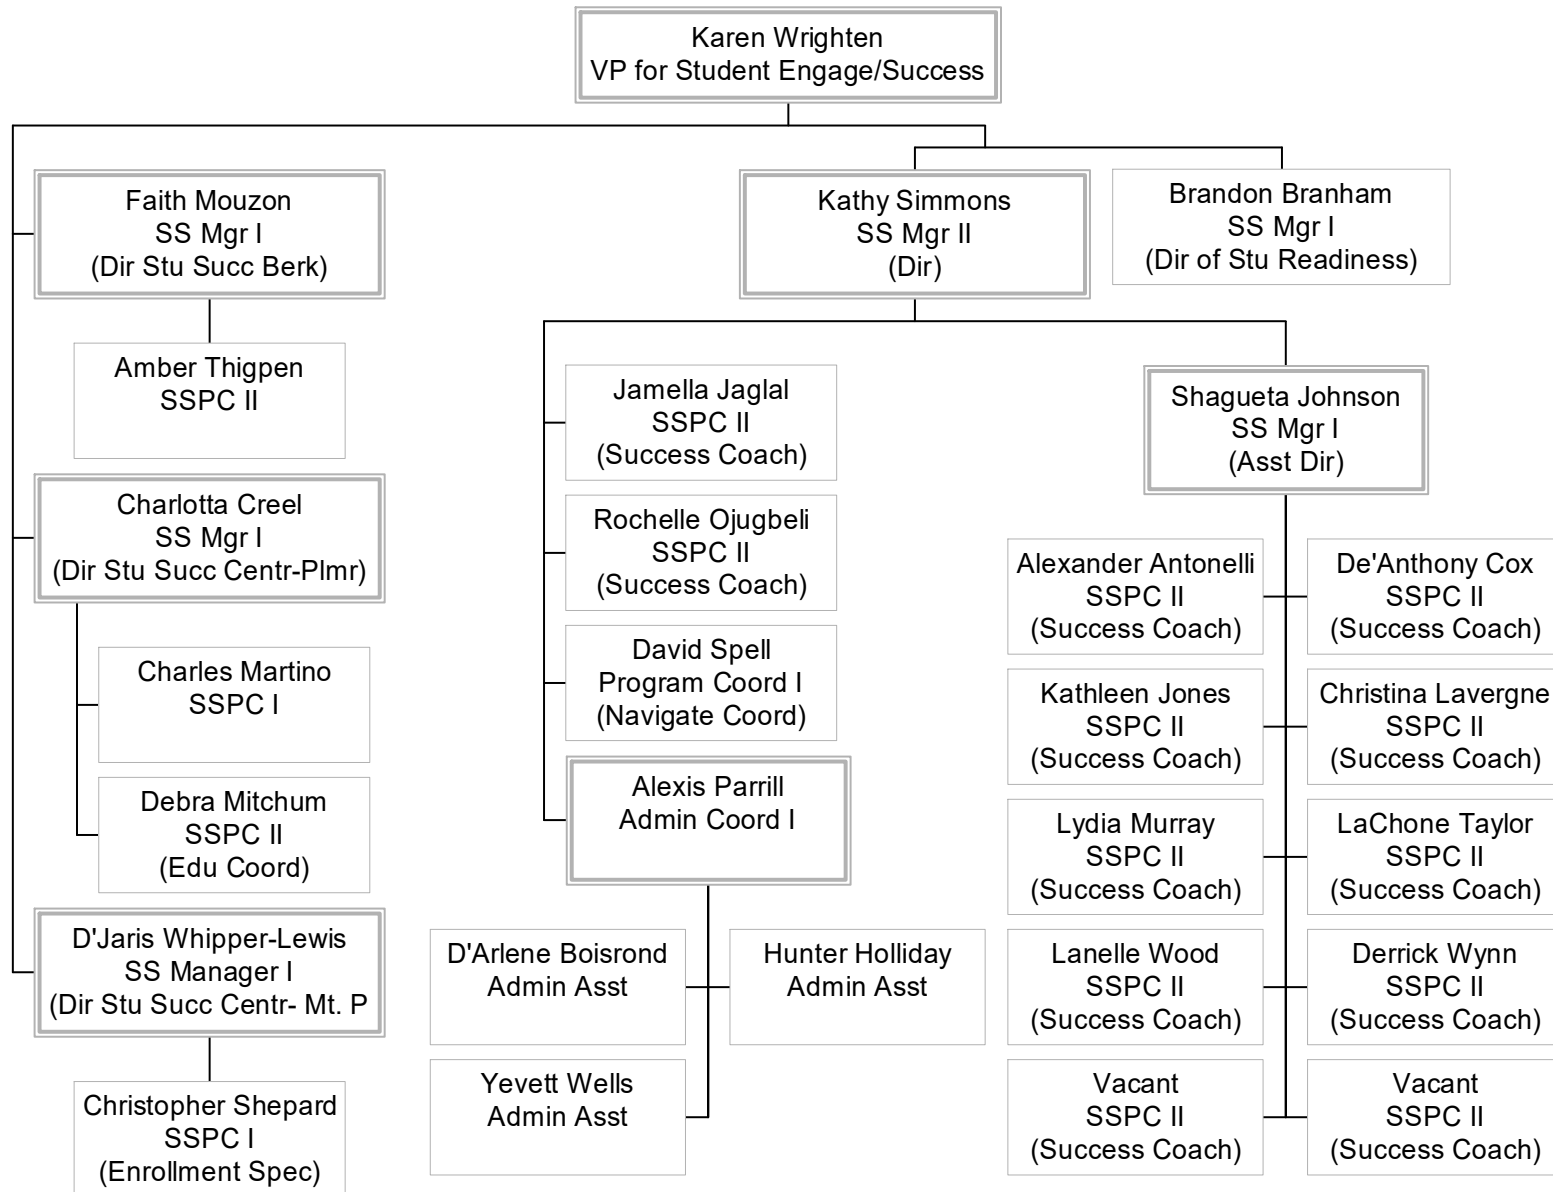 Karen Wrighten
VP for Student Engage/Success
Faith Mouzon
SS Mgr I
(Dir Stu Succ Berk)
Kathy Simmons
SS Mgr II
(Dir)
Brandon Branham
SS Mgr I
(Dir of Stu Readiness)
Amber Thigpen
SSPC II
Charlotta Creel
SS Mgr I
(Dir Stu Succ Centr-Plmr)
Charles Martino
SSPC I
Debra Mitchum
SSPC II
(Edu Coord)
D'Jaris Whipper-Lewis
SS Manager I
(Dir Stu Succ Centr- Mt. P
Christopher Shepard
SSPC I
(Enrollment Spec)
Jamella Jaglal
SSPC II
(Success Coach)
Rochelle Ojugbeli
SSPC II
(Success Coach)
David Spell
Program Coord I
(Navigate Coord)
Alexis Parrill
Admin Coord I
D'Arlene Boisrond
Admin Asst
Hunter Holliday
Admin Asst
Yevett Wells
Admin Asst
Shagueta Johnson
SS Mgr I
(Asst Dir)
Alexander Antonelli
SSPC II
(Success Coach)
De'Anthony Cox
SSPC II
(Success Coach)
Kathleen Jones
SSPC II
(Success Coach)
Christina Lavergne
SSPC II
(Success Coach)
Lydia Murray
SSPC II
(Success Coach)
LaChone Taylor
SSPC II
(Success Coach)
Lanelle Wood
SSPC II
(Success Coach)
Derrick Wynn
SSPC II
(Success Coach)
Vacant
SSPC II
(Success Coach)
Vacant
SSPC II
(Success Coach)